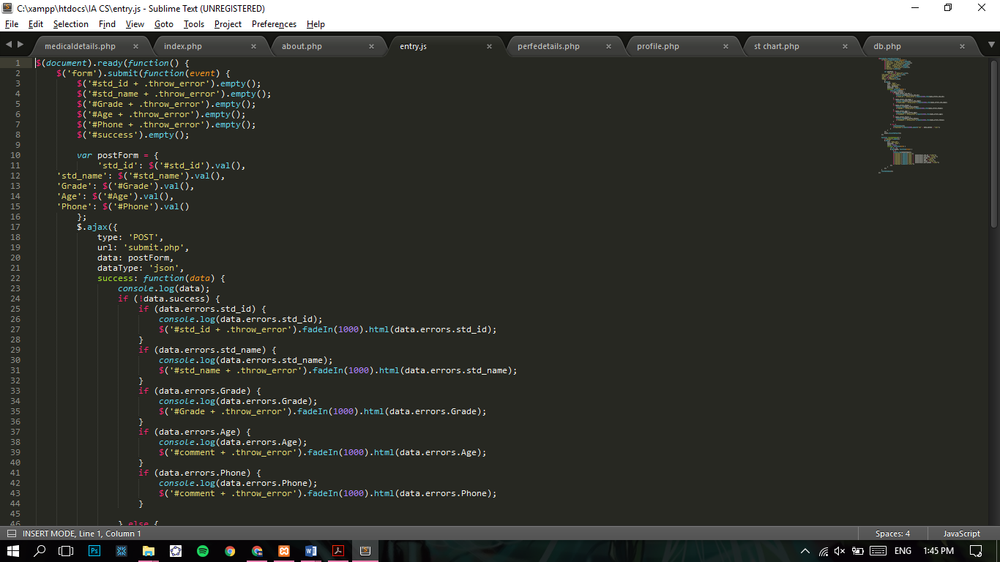 C:\xampp\htdocs\IA CS\entry.js - Sublime Text (UNREGISTERED)
File Edit Selection Find View Goto Tools Project Preferences Help
medicaldetails.php × index.php × about.php × entry.js × perfedetails.php × profile.php × st chart.php × db.php ×
1 $(document).ready(function() {
2 $('form').submit(function(event) {
3 $('#std_id + .throw_error').empty();
4 $('#std_name + .throw_error').empty();
5 $('#Grade + .throw_error').empty();
6 $('#Age + .throw_error').empty();
7 $('#Phone + .throw_error').empty();
8 $('#success').empty();
9
10 var postForm = {
11 'std_id': $('#std_id').val(),
12 'std_name': $('#std_name').val(),
13 'Grade': $('#Grade').val(),
14 'Age': $('#Age').val(),
15 'Phone': $('#Phone').val()
16 };
17 $.ajax({
18 type: 'POST',
19 url: 'submit.php',
20 data: postForm,
21 dataType: 'json',
22 success: function(data) {
23 console.log(data);
24 if (!data.success) {
25 if (data.errors.std_id) {
26 console.log(data.errors.std_id);
27 $('#std_id + .throw_error').fadeIn(1000).html(data.errors.std_id);
28 }
29 if (data.errors.std_name) {
30 console.log(data.errors.std_name);
31 $('#std_name + .throw_error').fadeIn(1000).html(data.errors.std_name);
32 }
33 if (data.errors.Grade) {
34 console.log(data.errors.Grade);
35 $('#Grade + .throw_error').fadeIn(1000).html(data.errors.Grade);
36 }
37 if (data.errors.Age) {
38 console.log(data.errors.Age);
39 $('#comment + .throw_error').fadeIn(1000).html(data.errors.Age);
40 }
41 if (data.errors.Phone) {
42 console.log(data.errors.Phone);
43 $('#comment + .throw_error').fadeIn(1000).html(data.errors.Phone);
44 }
45
46 } else {
INSERT MODE, Line 1, Column 1 Spaces: 4 JavaScript
Ps W S ENG 1:45 PM